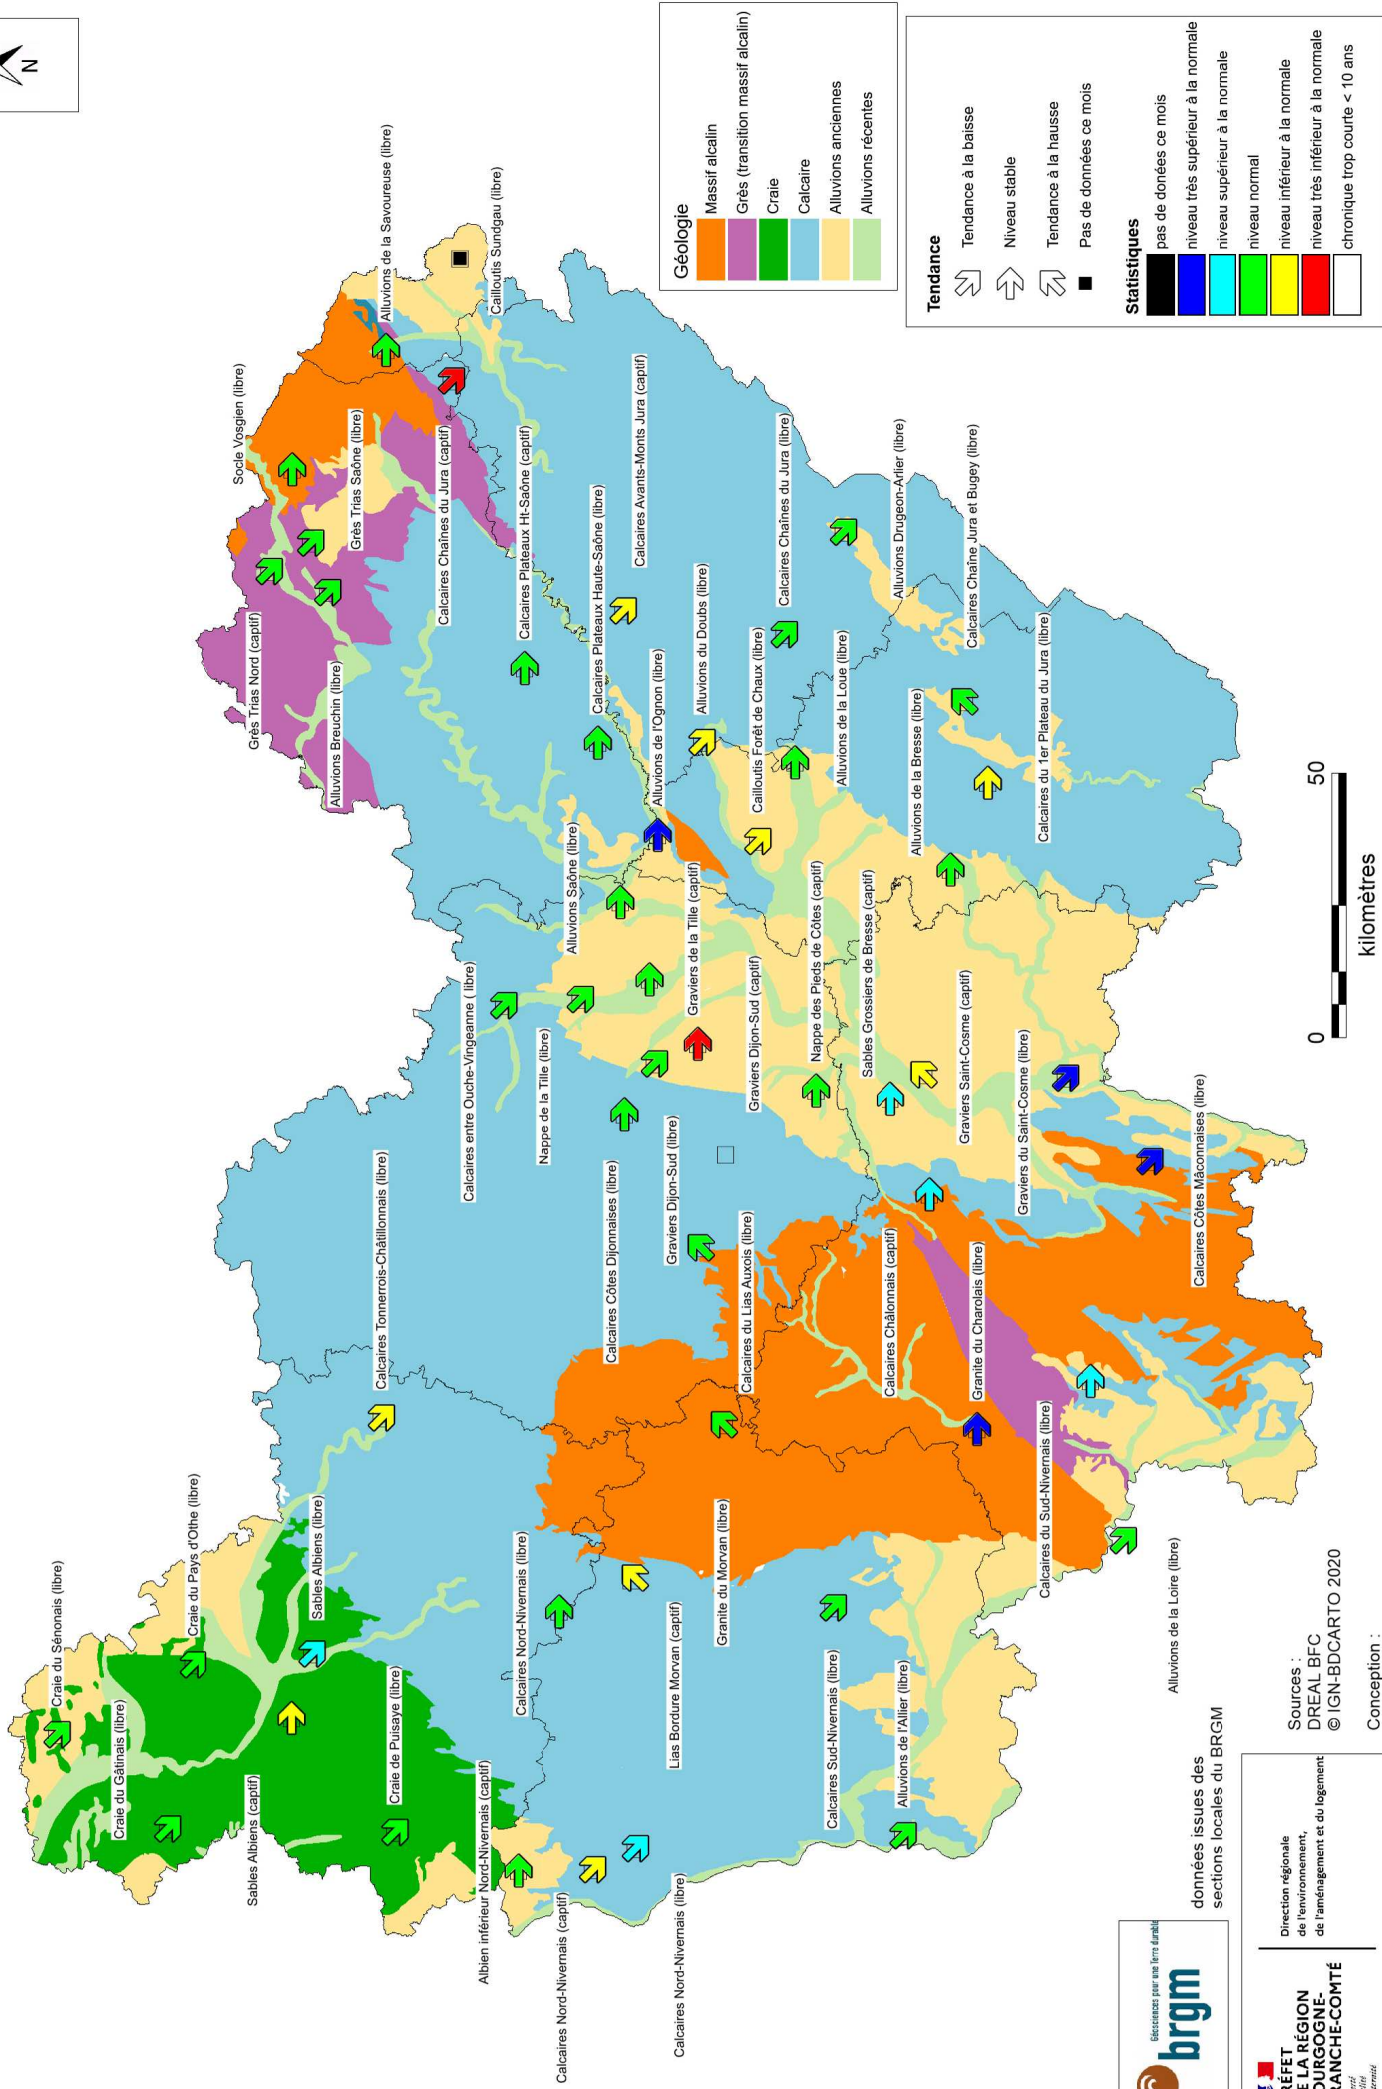 N
Craie du Sénonais (libre)
Craie du Gâtinais (libre)
Craie du Pays d'Othe (libre)
Sables Albiens (captif)
Sables Albiens (libre)
Craie de Puisaye (libre)
Calcaires Tonnerrois-Châtillonnais (libre)
Albien inférieur Nord-Nivernais (captif)
Calcaires Nord-Nivernais (libre)
Calcaires Nord-Nivernais (captif)
Calcaires Nord-Nivernais (libre)
Lias Bordure Morvan (captif)
Granite du Morvan (libre)
Calcaires Sud-Nivernais (libre)
Alluvions de l'Allier (libre)
Calcaires du Sud-Nivernais (libre)
Alluvions de la Loire (libre)
Calcaires entre Ouche-Vingeanne ( libre)
Nappe de la Tille (libre)
Calcaires Côtes Dijonnaises (libre)
Graviers Dijon-Sud (libre)
Calcaires du Lias Auxois (libre)
Graviers Dijon-Sud (captif)
Graviers de la Tille (captif)
Alluvions Saône (libre)
Nappe des Pieds de Côtes (captif)
Sables Grossiers de Bresse (captif)
Calcaires Châlonnais (captif)
Granite du Charolais (libre)
Graviers Saint-Cosme (captif)
Graviers du Saint-Cosme (libre)
Calcaires Côtes Mâconnaises (libre)
Socle Vosgien (libre)
Grès Trias Nord (captif)
Grès Trias Saône (libre)
Alluvions Breuchin (libre)
Alluvions de la Savoureuse (libre)
Cailloutis Sundgau (libre)
Calcaires Chaînes du Jura (captif)
Calcaires Plateaux Ht-Saône (captif)
Calcaires Plateaux Haute-Saône (libre)
Calcaires Avants-Monts Jura (captif)
Alluvions de l'Ognon (libre)
Alluvions du Doubs (libre)
Cailloutis Forêt de Chaux (libre)
Calcaires Chaînes du Jura (libre)
Alluvions de la Loue (libre)
Alluvions Drugeon-Arlier (libre)
Alluvions de la Bresse (libre)
Calcaires Chaîne Jura et Bugey (libre)
Calcaires du 1er Plateau du Jura (libre)
Géologie
Massif alcalin
Grès (transition massif alcalin)
Craie
Calcaire
Alluvions anciennes
Alluvions récentes
Tendance
Tendance à la baisse
Niveau stable
Tendance à la hausse
Pas de données ce mois
Statistiques
pas de donées ce mois
niveau très supérieur à la normale
niveau supérieur à la normale
niveau normal
niveau inférieur à la normale
niveau très inférieur à la normale
chronique trop courte < 10 ans
0
50
kilomètres
Géosciences pour une Terre durable
brgm
données issues des
sections locales du BRGM
Sources :
DREAL BFC
© IGN-BDCARTO 2020
Conception :
Direction régionale
de l'environnement,
de l'aménagement et du logement
RÉFET
E LA RÉGION
OURGOGNE-
RANCHE-COMTÉ